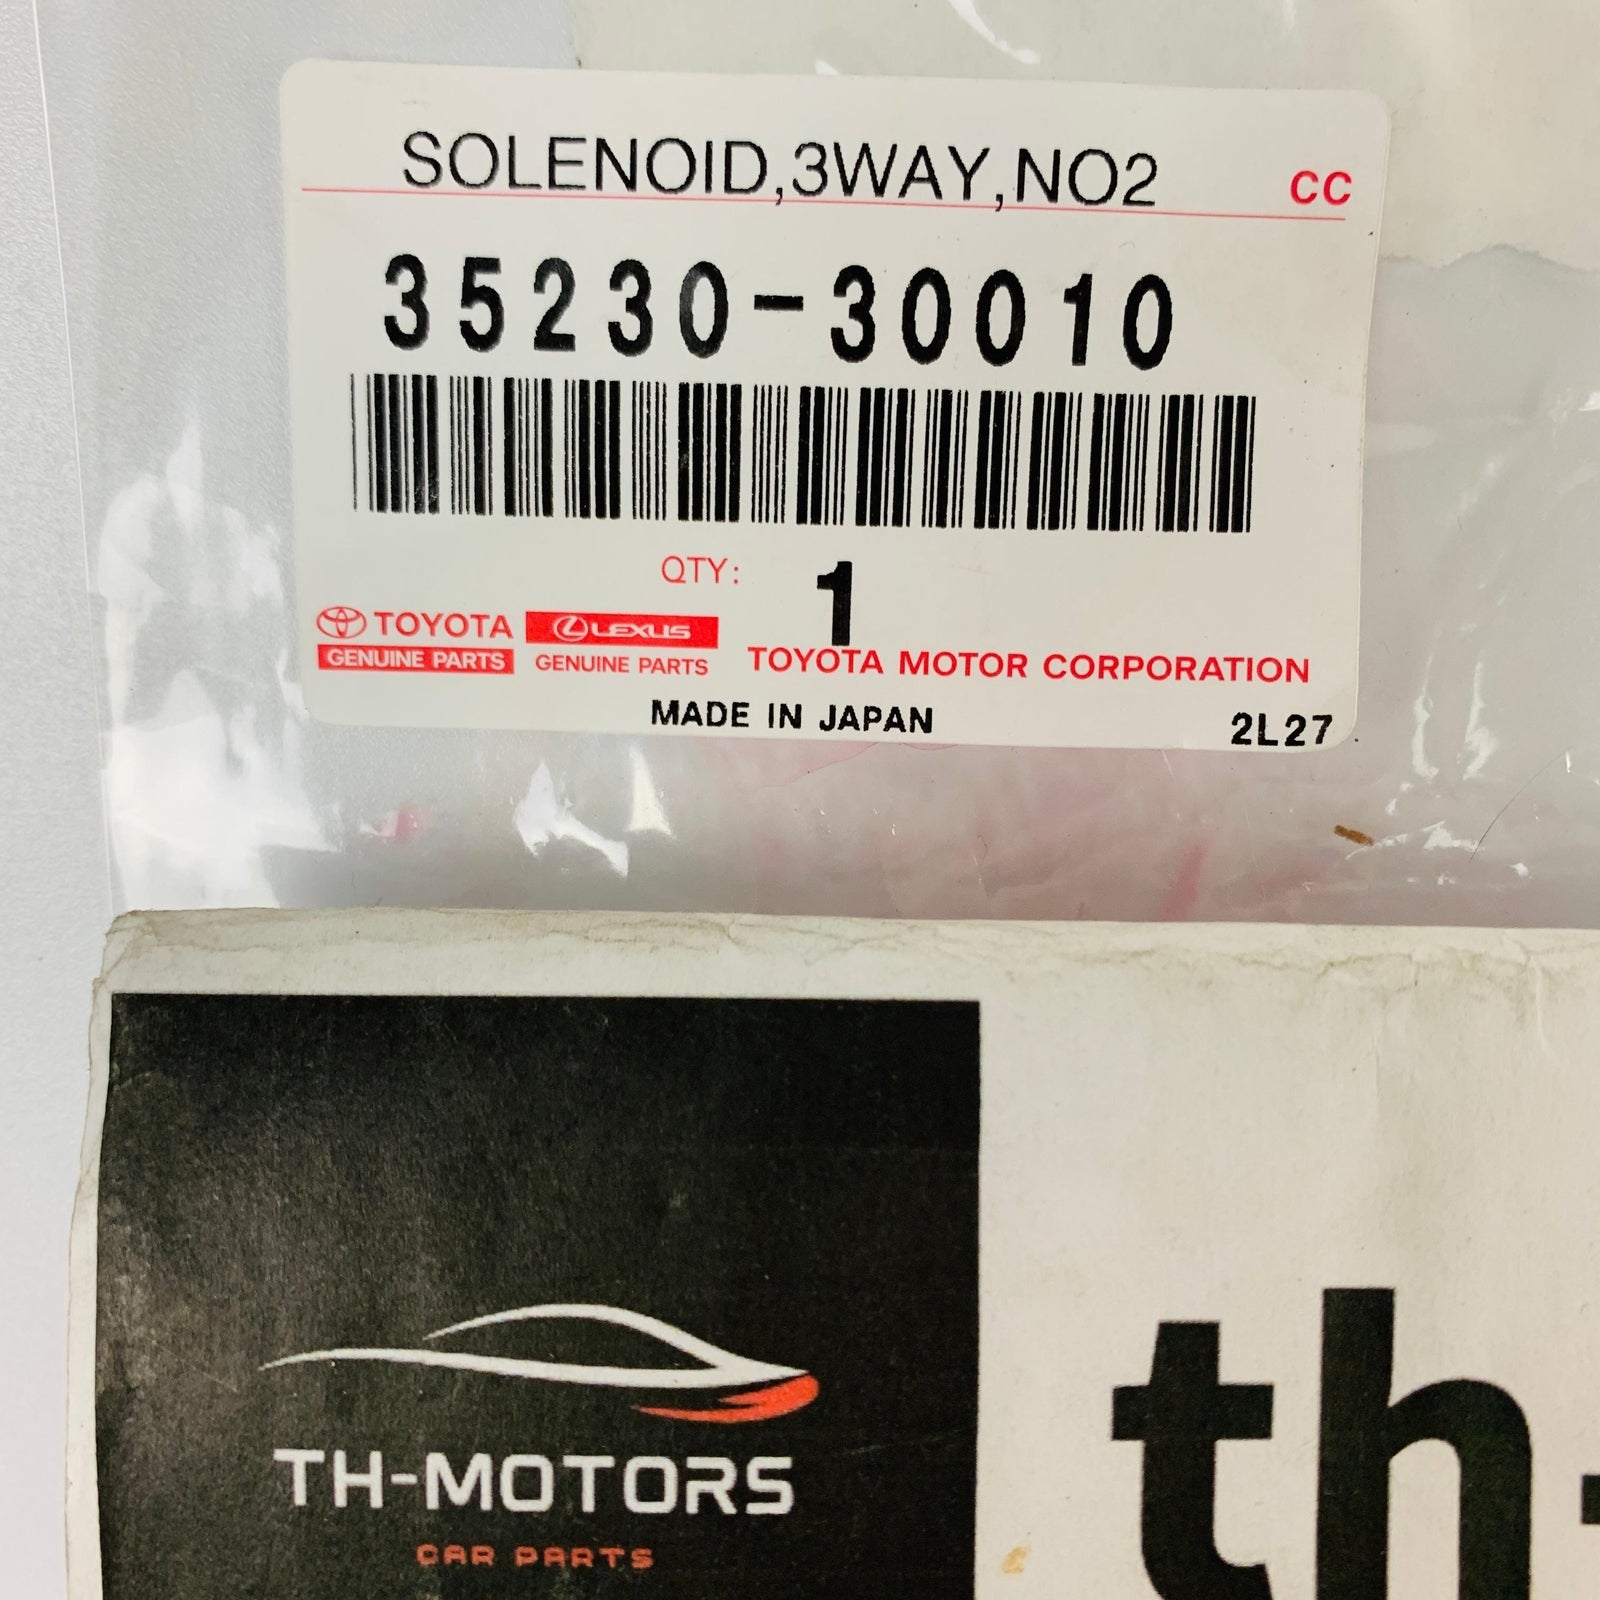 SOLENOID,3WAY,NO2 CC
35230-30010
QTY: 1
TOYOTA LEXUS
GENUINE PARTS GENUINE PARTS TOYOTA MOTOR CORPORATION
MADE IN JAPAN 2L27
TH-MOTORS
CAR PARTS
th-